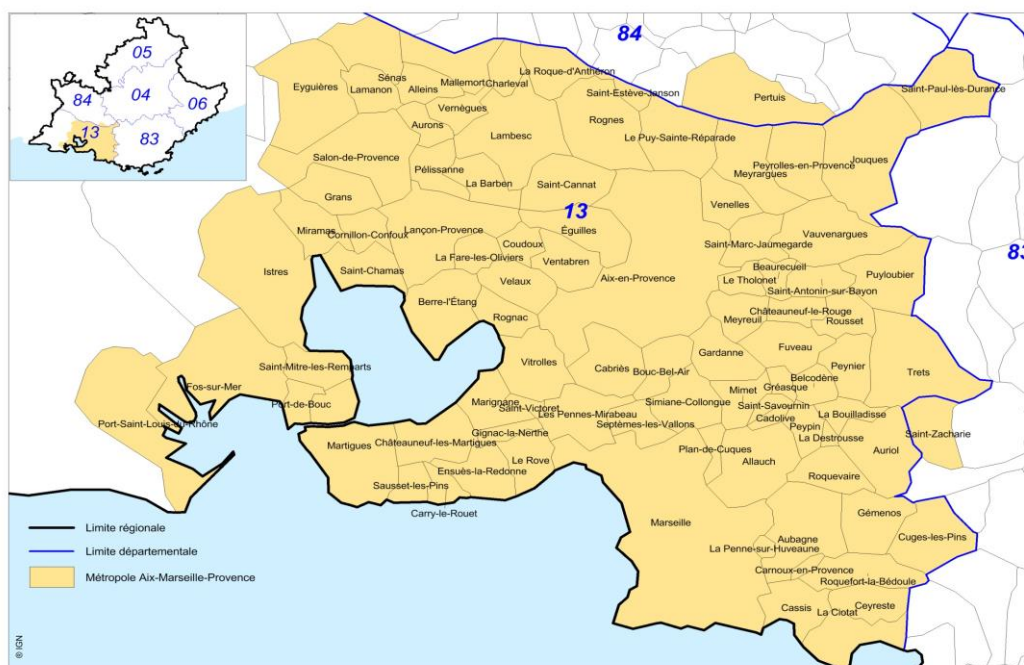 05
84
04
06
13
83
84
La Roque-d'Anthéron
Sénas
Mallemort
Charleval
Eyguières
Lamanon
Alleins
Saint-Estève-Janson
Pertuis
Saint-Paul-lès-Durance
Vernègues
Rognes
Aurons
Lambesc
Le Puy-Sainte-Réparade
Salon-de-Provence
Jouques
Peyrolles-en-Provence
Pélissanne
Meyrargues
La Barben
Saint-Cannat
Grans
Venelles
13
Miramas
Cornillon-Confoux
Lançon-Provence
Éguilles
Vauvenargues
Coudoux
Saint-Marc-Jaumegarde
83
La Fare-les-Oliviers
Ventabren
Istres
Saint-Chamas
Beaurecueil
Puyloubier
Velaux
Aix-en-Provence
Le Tholonet
Saint-Antonin-sur-Bayon
Berre-l'Étang
Châteauneuf-le-Rouge
Rognac
Meyreuil
Rousset
Fuveau
Gardanne
Vitrolles
Saint-Mitre-les-Remparts
Cabriès
Bouc-Bel-Air
Peynier
Trets
Belcodène
Fos-sur-Mer
Mimet
Gréasque
Port-de-Bouc
Marignane
Simiane-Collongue
Saint-Savournin
Saint-Victoret
Les Pennes-Mirabeau
La Bouilladisse
Cadolive
Port-Saint-Louis-du-Rhône
Septèmes-les-Vallons
Peypin
Gignac-la-Nerthe
La Destrousse
Saint-Zacharie
Martigues
Châteauneuf-les-Martigues
Plan-de-Cuques
Auriol
Le Rove
Allauch
Ensuès-la-Redonne
Roquevaire
Sausset-les-Pins
Carry-le-Rouet
Gémenos
Marseille
Limite régionale
Aubagne
Cuges-les-Pins
La Penne-sur-Huveaune
Limite départementale
Carnoux-en-Provence
Métropole Aix-Marseille-Provence
Roquefort-la-Bédoule
Cassis
La Ciotat
Ceyreste
© IGN